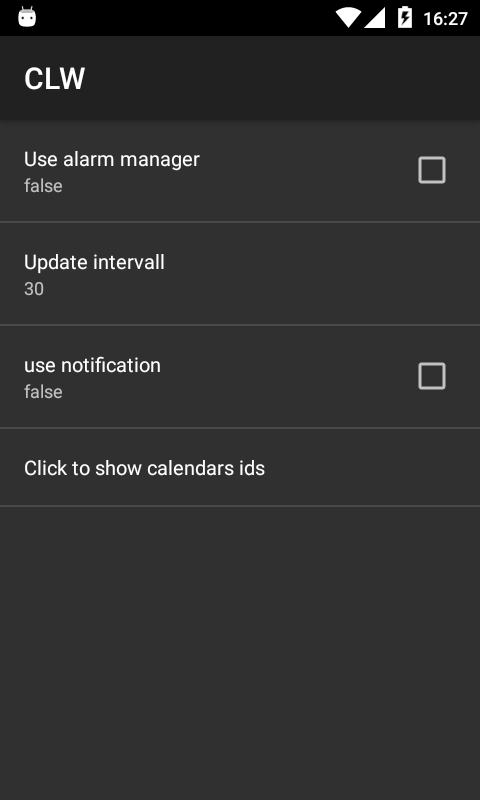 16:27
CLW
Use alarm manager
false
Update intervall
30
use notification
false
Click to show calendars ids